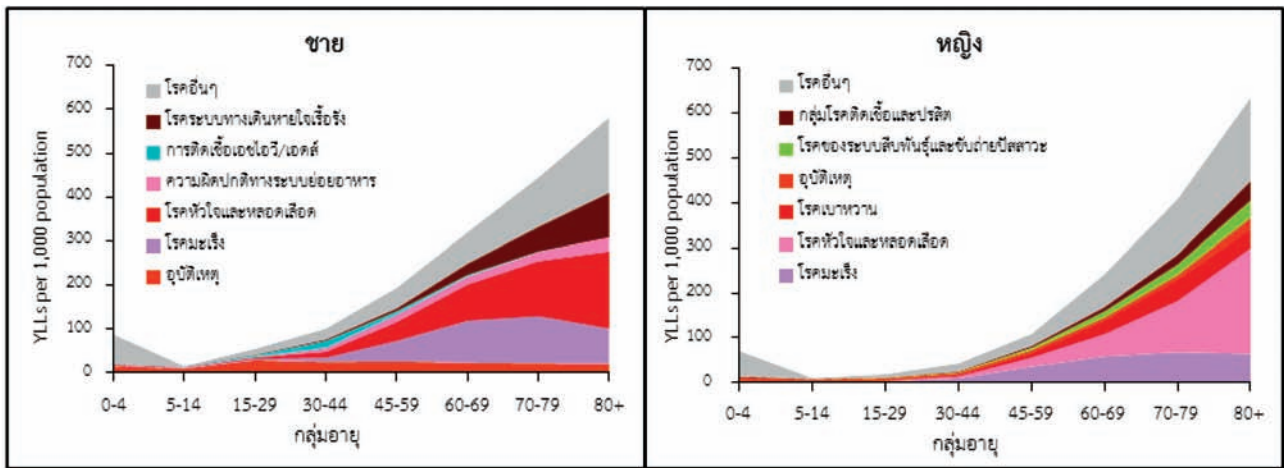 ชาย
YLLs per 1,000 population
700
600
500
400
300
200
100
0
โรคอื่นๆ
โรคระบบทางเดินหายใจเรื้อรัง
การติดเชื้อเอชไอวี/เอดส์
ความผิดปกติทางระบบย่อยอาหาร
โรคหัวใจและหลอดเลือด
โรคมะเร็ง
อุบัติเหตุ
0-4 5-14 15-29 30-44 45-59 60-69 70-79 80+
กลุ่มอายุ
หญิง
YLLs per 1,000 population
700
600
500
400
300
200
100
0
โรคอื่นๆ
กลุ่มโรคติดเชื้อและปรสิต
โรคของระบบสืบพันธุ์และขับถ่ายปัสสาวะ
อุบัติเหตุ
โรคเบาหวาน
โรคหัวใจและหลอดเลือด
โรคมะเร็ง
0-4 5-14 15-29 30-44 45-59 60-69 70-79 80+
กลุ่มอายุ